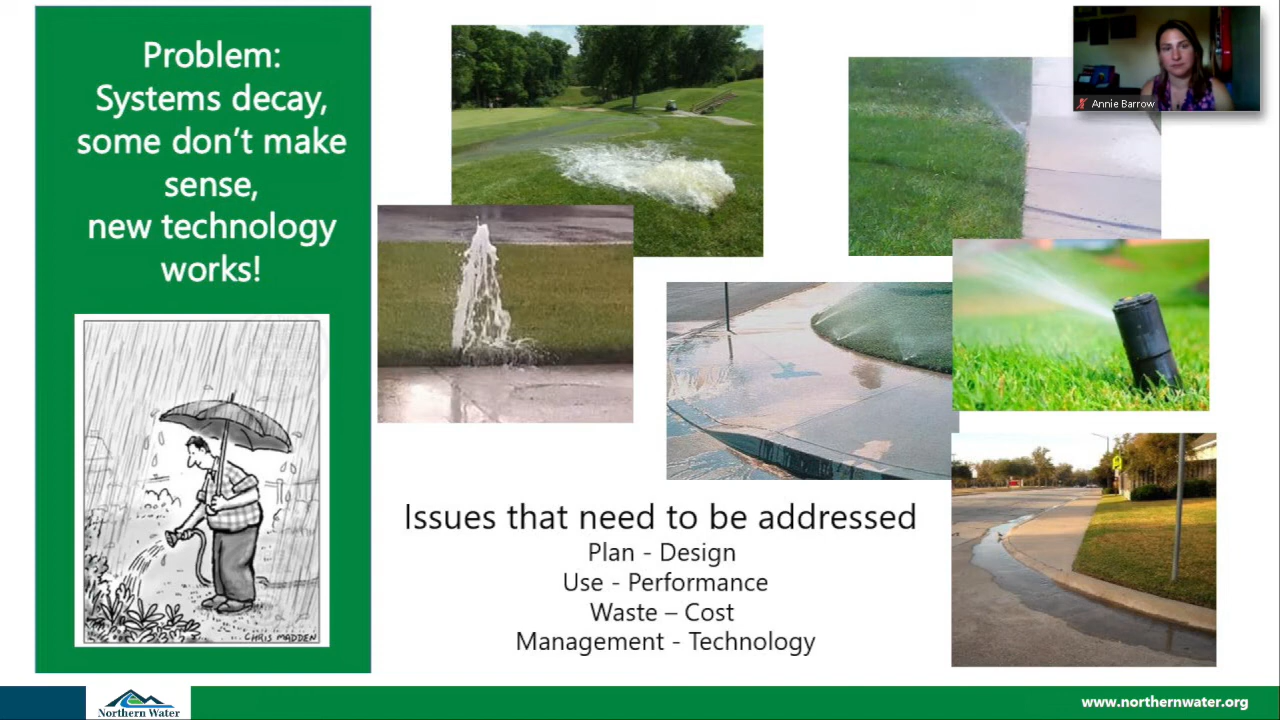 Problem:
Systems decay,
some don't make
sense,
new technology
works!
CHRIS MADDEN
Annie Barrow
Issues that need to be addressed
Plan - Design
Use - Performance
Waste – Cost
Management - Technology
Northern Water
www.northernwater.org